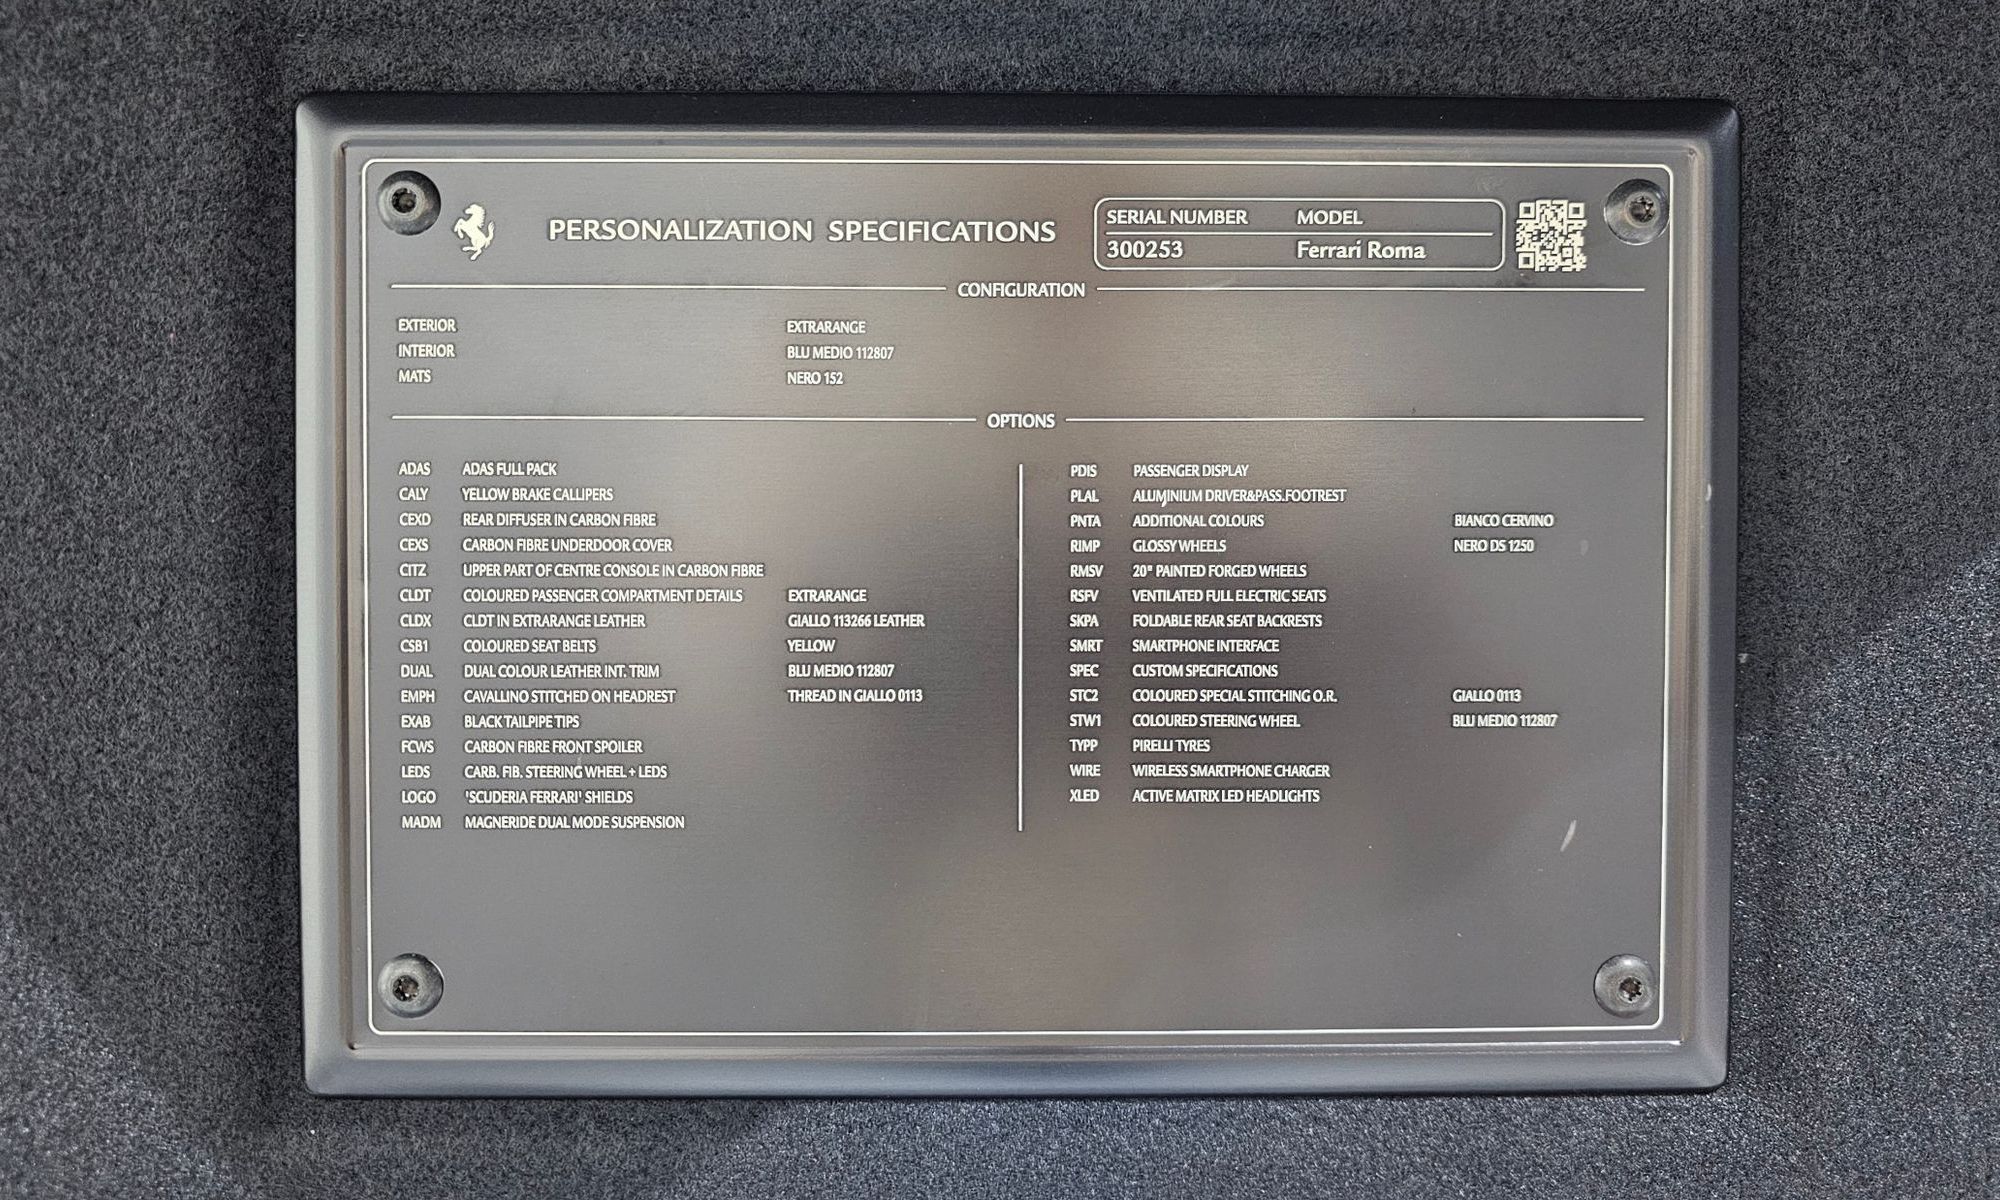 PERSONALIZATION SPECIFICATIONS
SERIAL NUMBER MODEL
300253 Ferrari Roma
CONFIGURATION
EXTERIOR EXTRARANGE
INTERIOR BLU MEDIO 112807
MATS NERO 152
OPTIONS
ADAS ADAS FULL PACK
CALY YELLOW BRAKE CALLIPERS
CEXD REAR DIFFUSER IN CARBON FIBRE
CEXS CARBON FIBRE UNDERDOOR COVER
CITZ UPPER PART OF CENTRE CONSOLE IN CARBON FIBRE
CLDT COLOURED PASSENGER COMPARTMENT DETAILS EXTRARANGE
CLDX CLDT IN EXTRARANGE LEATHER GIALLO 113266 LEATHER
CSB1 COLOURED SEAT BELTS YELLOW
DUAL DUAL COLOUR LEATHER INT. TRIM BLU MEDIO 112807
EMPH CAVALLINO STITCHED ON HEADREST THREAD IN GIALLO 0113
EXAB BLACK TAILPIPE TIPS
FCWS CARBON FIBRE FRONT SPOILER
LEDS CARB. FIB. STEERING WHEEL + LEDS
LOGO 'SCUDERIA FERRARI' SHIELDS
MADM MAGNERIDE DUAL MODE SUSPENSION
PDIS PASSENGER DISPLAY
PLAL ALUMINIUM DRIVER&PASS.FOOTREST
PNTA ADDITIONAL COLOURS BIANCO CERVINO
RIMP GLOSSY WHEELS NERO DS 1250
RMSV 20" PAINTED FORGED WHEELS
RSFV VENTILATED FULL ELECTRIC SEATS
SKPA FOLDABLE REAR SEAT BACKRESTS
SMRT SMARTPHONE INTERFACE
SPEC CUSTOM SPECIFICATIONS
STC2 COLOURED SPECIAL STITCHING O.R. GIALLO 0113
STW1 COLOURED STEERING WHEEL BLU MEDIO 112807
TYPP PIRELLI TYRES
WIRE WIRELESS SMARTPHONE CHARGER
XLED ACTIVE MATRIX LED HEADLIGHTS